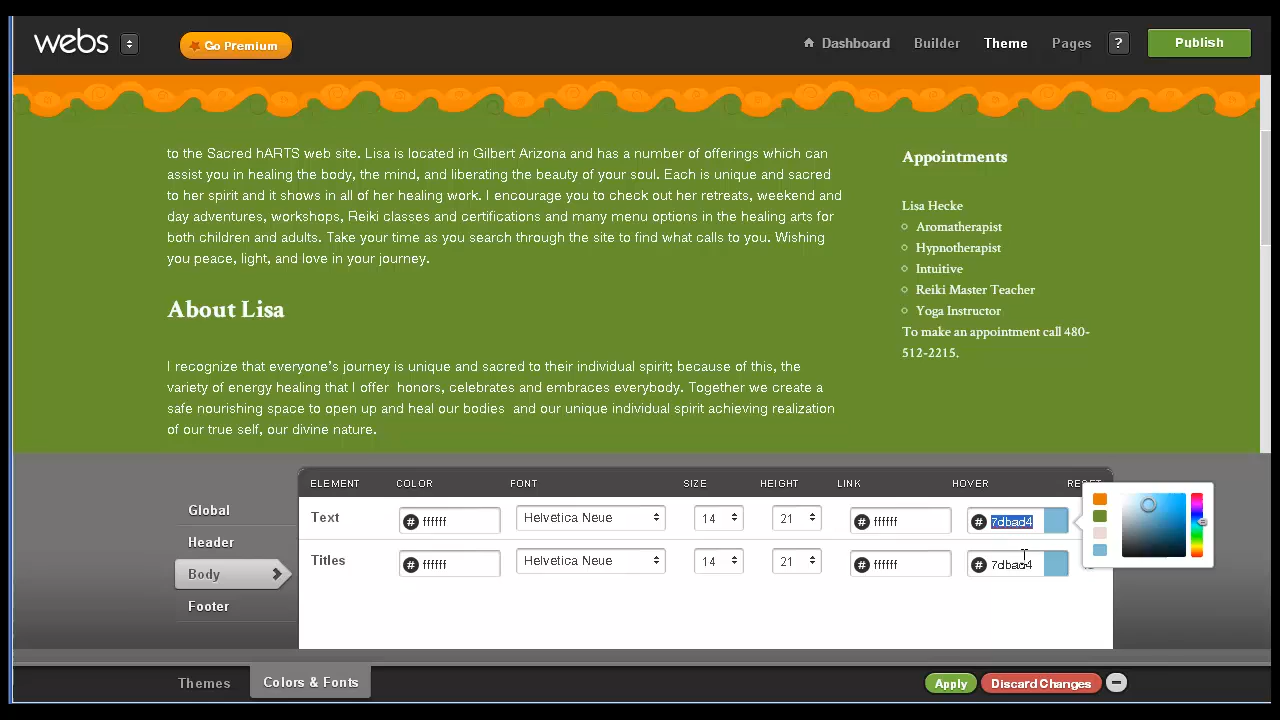 webs Go Premium Dashboard Builder Theme Pages ? Publish
to the Sacred hARTS web site. Lisa is located in Gilbert Arizona and has a number of offerings which can
assist you in healing the body, the mind, and liberating the beauty of your soul. Each is unique and sacred
to her spirit and it shows in all of her healing work. I encourage you to check out her retreats, weekend and
day adventures, workshops, Reiki classes and certifications and many menu options in the healing arts for
both children and adults. Take your time as you search through the site to find what calls to you. Wishing
you peace, light, and love in your journey.
About Lisa
I recognize that everyone's journey is unique and sacred to their individual spirit; because of this, the
variety of energy healing that I offer honors, celebrates and embraces everybody. Together we create a
safe nourishing space to open up and heal our bodies and our unique individual spirit achieving realization
of our true self, our divine nature.
Appointments
Lisa Hecke
Aromatherapist
Hypnotherapist
Intuitive
Reiki Master Teacher
Yoga Instructor
To make an appointment call 480-
512-2215.
Global
Header
Body
Footer
ELEMENT COLOR FONT SIZE HEIGHT LINK HOVER
Text # ffffff Helvetica Neue 14 21 # ffffff # 7dbad4
Titles # ffffff Helvetica Neue 14 21 # ffffff # 7dbad4
Themes Colors & Fonts Apply Discard Changes